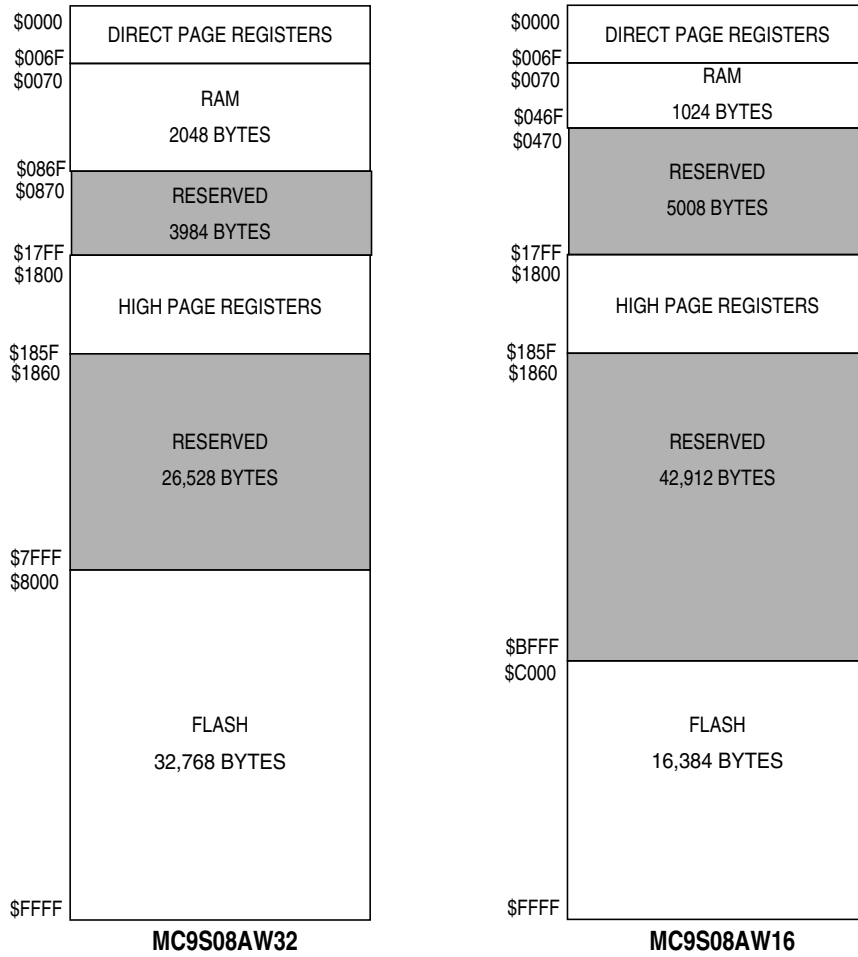 $0000
DIRECT PAGE REGISTERS
$006F
$0070
RAM
2048 BYTES
$086F
$0870
RESERVED
3984 BYTES
$17FF
$1800
HIGH PAGE REGISTERS
$185F
$1860
RESERVED
26,528 BYTES
$7FFF
$8000
FLASH
32,768 BYTES
$FFFF
MC9S08AW32
$0000
DIRECT PAGE REGISTERS
$006F
$0070
RAM
1024 BYTES
$046F
$0470
RESERVED
5008 BYTES
$17FF
$1800
HIGH PAGE REGISTERS
$185F
$1860
RESERVED
42,912 BYTES
$BFFF
$C000
FLASH
16,384 BYTES
$FFFF
MC9S08AW16